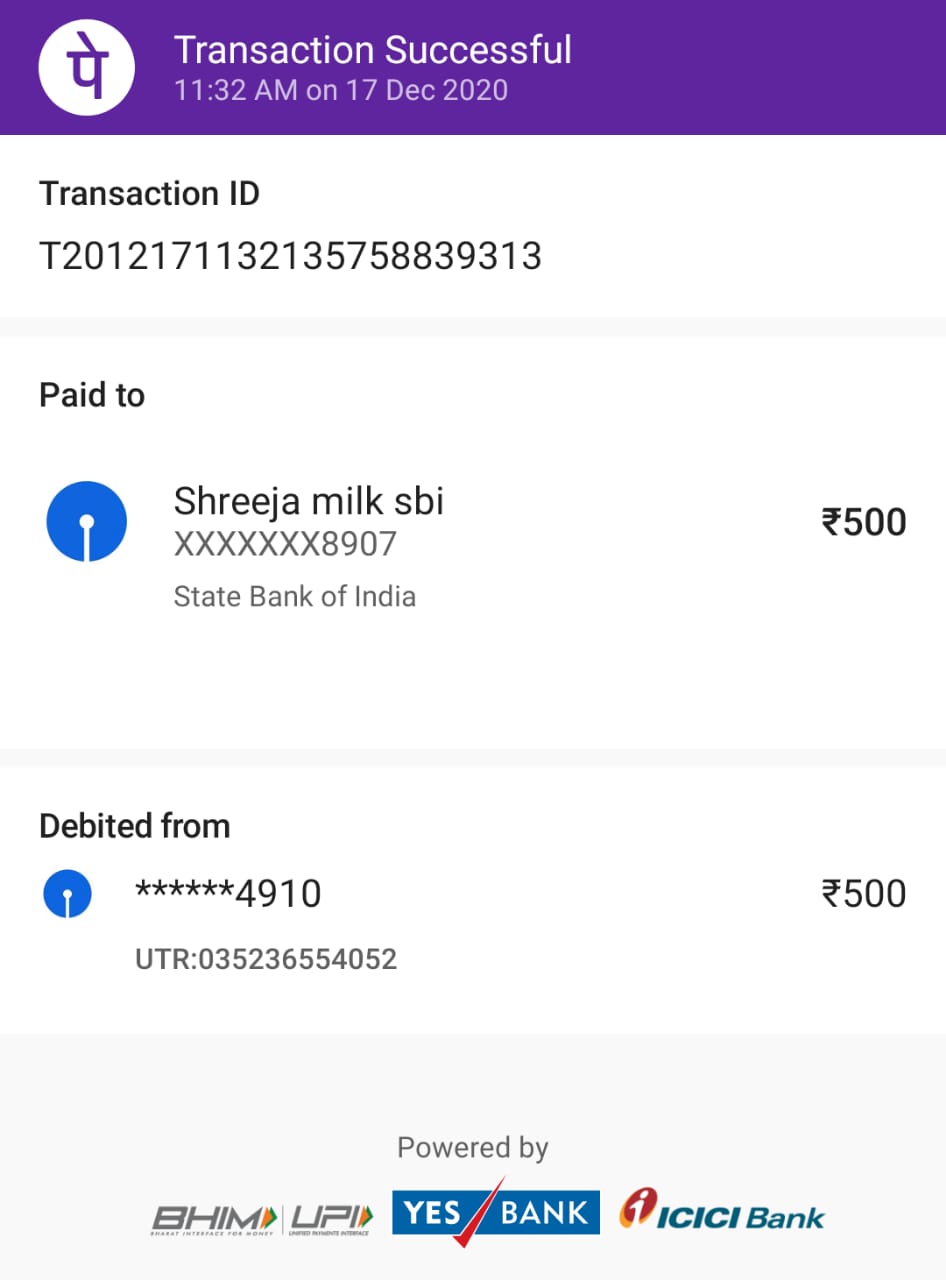 पे
Transaction Successful
11:32 AM on 17 Dec 2020
Transaction ID
T2012171132135758839313
Paid to
Shreeja milk sbi
₹500
XXXXXXX8907
State Bank of India
Debited from
******4910
₹500
UTR:035236554052
Powered by
BHIM UPI YES BANK ICICI Bank
BHARAT INTERFACE FOR MONEY UNIFIED PAYMENTS INTERFACE